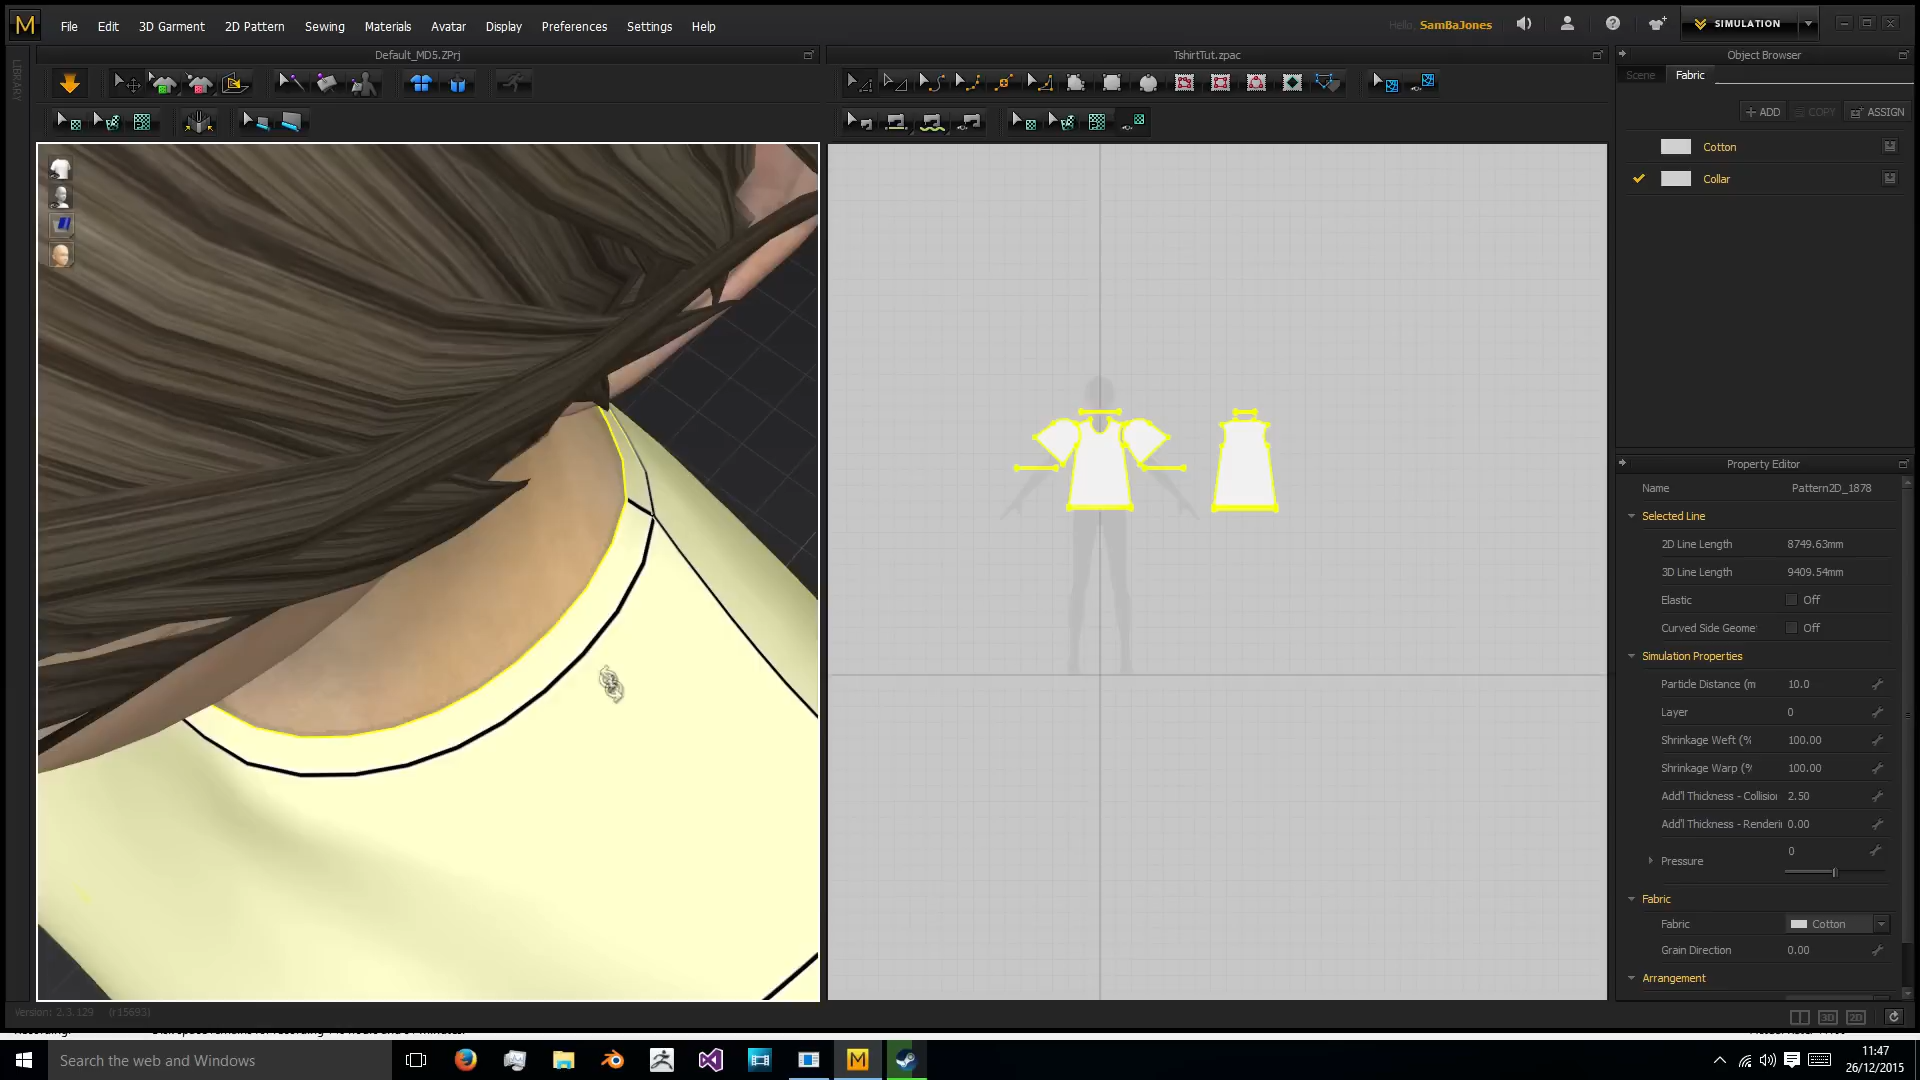 M
File
Edit
3D Garment
2D Pattern
Sewing
Materials
Avatar
Display
Preferences
Settings
Help
Hello, SamBaJones
SIMULATION
LIBRARY
Default_MD5.ZPrj
TshirtTut.zpac
Object Browser
Scene
Fabric
+ ADD
COPY
ASSIGN
Cotton
Collar
Property Editor
Name Pattern2D_1878
Selected Line
2D Line Length 8749.63mm
3D Line Length 9409.54mm
Elastic Off
Curved Side Geome Off
Simulation Properties
Particle Distance (m 10.0
Layer 0
Shrinkage Weft (% 100.00
Shrinkage Warp (% 100.00
Add'l Thickness - Collision 2.50
Add'l Thickness - Renderi 0.00
Pressure 0
Fabric
Fabric Cotton
Grain Direction 0.00
Arrangement
Version: 2.3.129 (r15693)
3D
2D
Search the web and Windows
M
11:47
26/12/2015